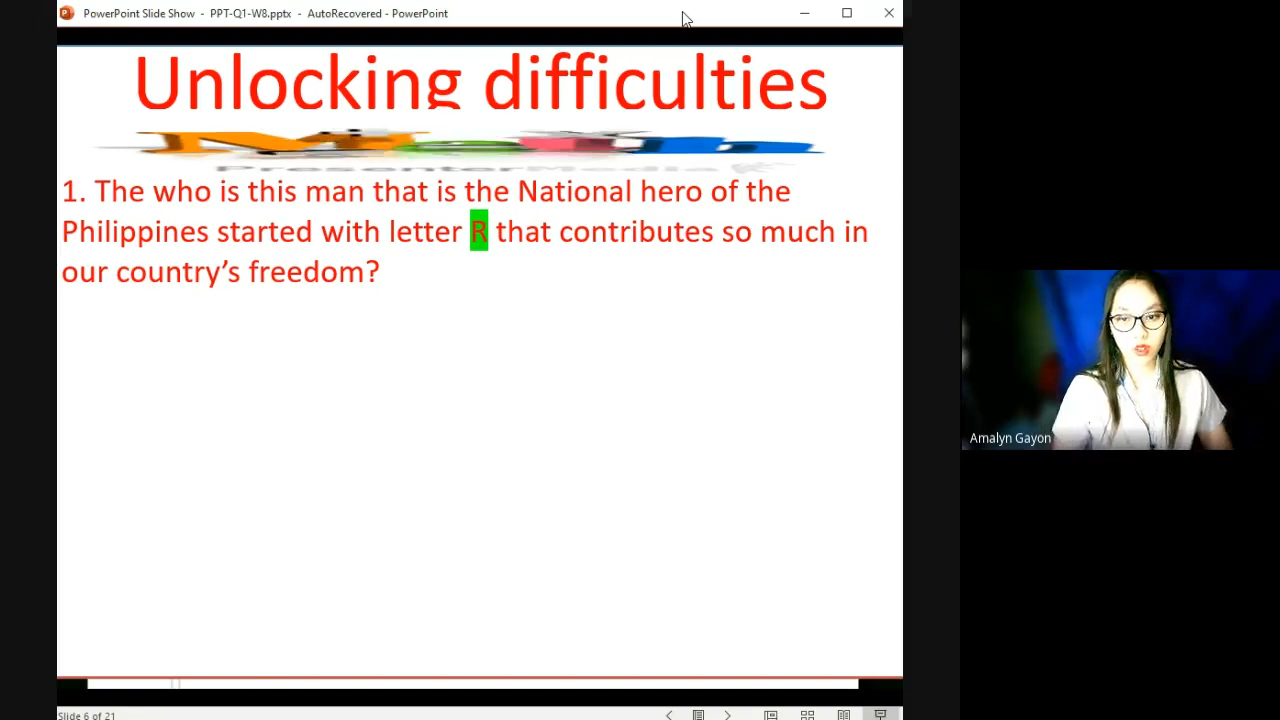 PowerPoint Slide Show - PPT-Q1-W8.pptx - AutoRecovered - PowerPoint
Unlocking difficulties
PresenterMedia
1. The who is this man that is the National hero of the
Philippines started with letter R that contributes so much in
our country's freedom?
Amalyn Gayon
Slide 6 of 21